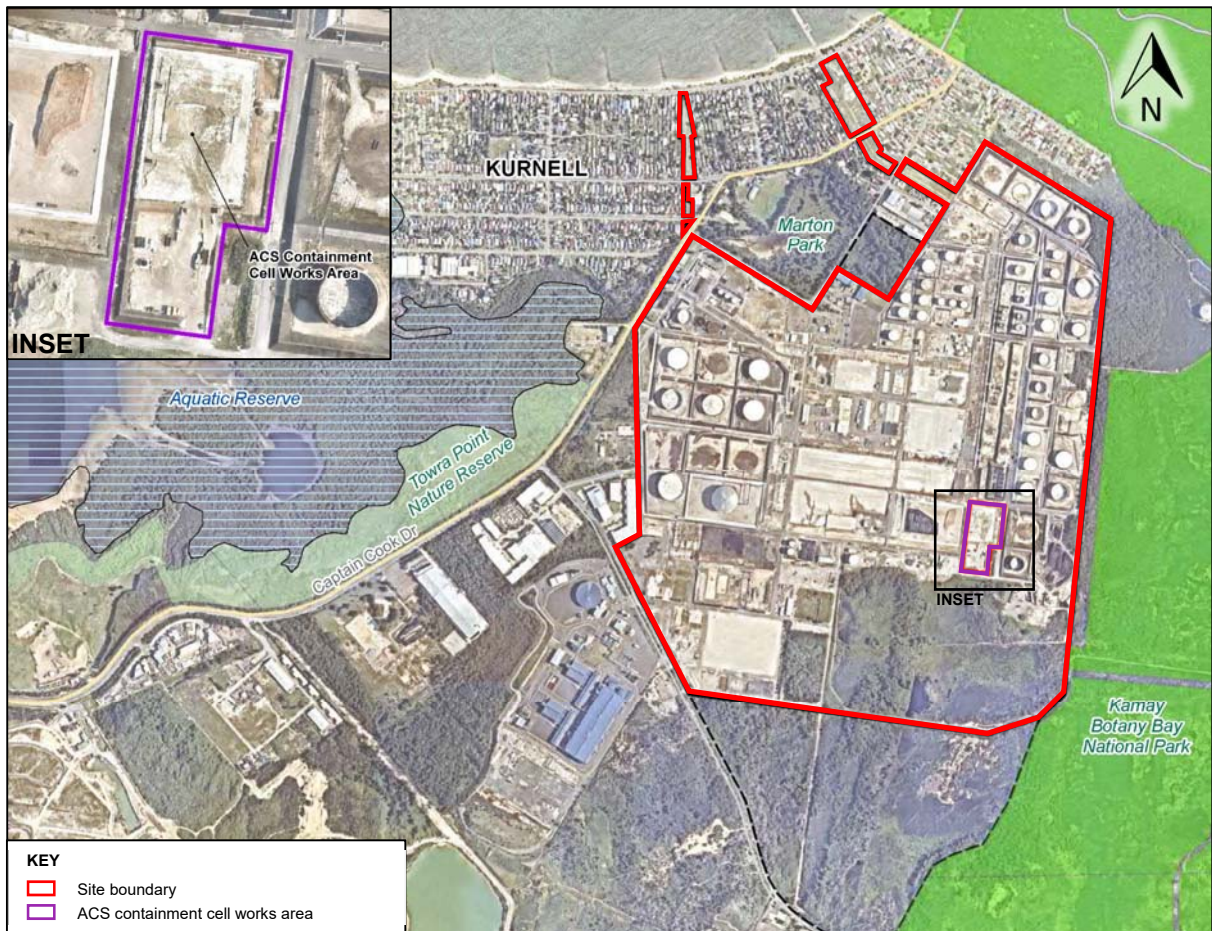 ACS Containment
Cell Works Area
INSET
N
KURNELL
Marton
Park
Aquatic Reserve
Towra Point
Nature Reserve
Captain Cook Dr
INSET
Kamay
Botany Bay
National Park
KEY
Site boundary
ACS containment cell works area